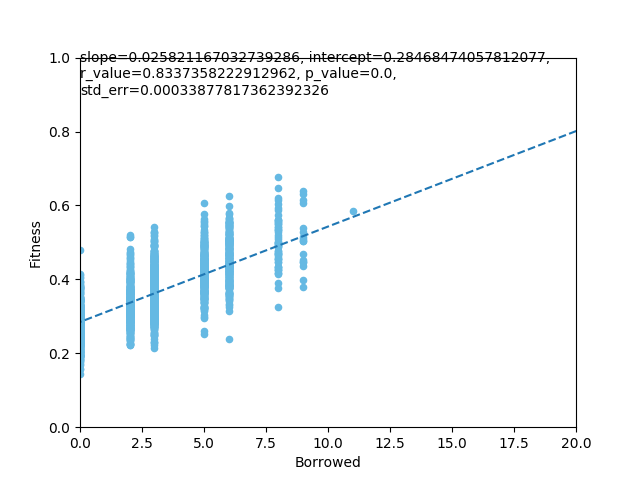 slope=0.025821167032739286, intercept=0.28468474057812077,
r_value=0.8337358222912962, p_value=0.0,
std_err=0.00033877817362392326
1.0
0.8
0.6
0.4
0.2
0.0
Fitness
0.0 2.5 5.0 7.5 10.0 12.5 15.0 17.5 20.0
Borrowed